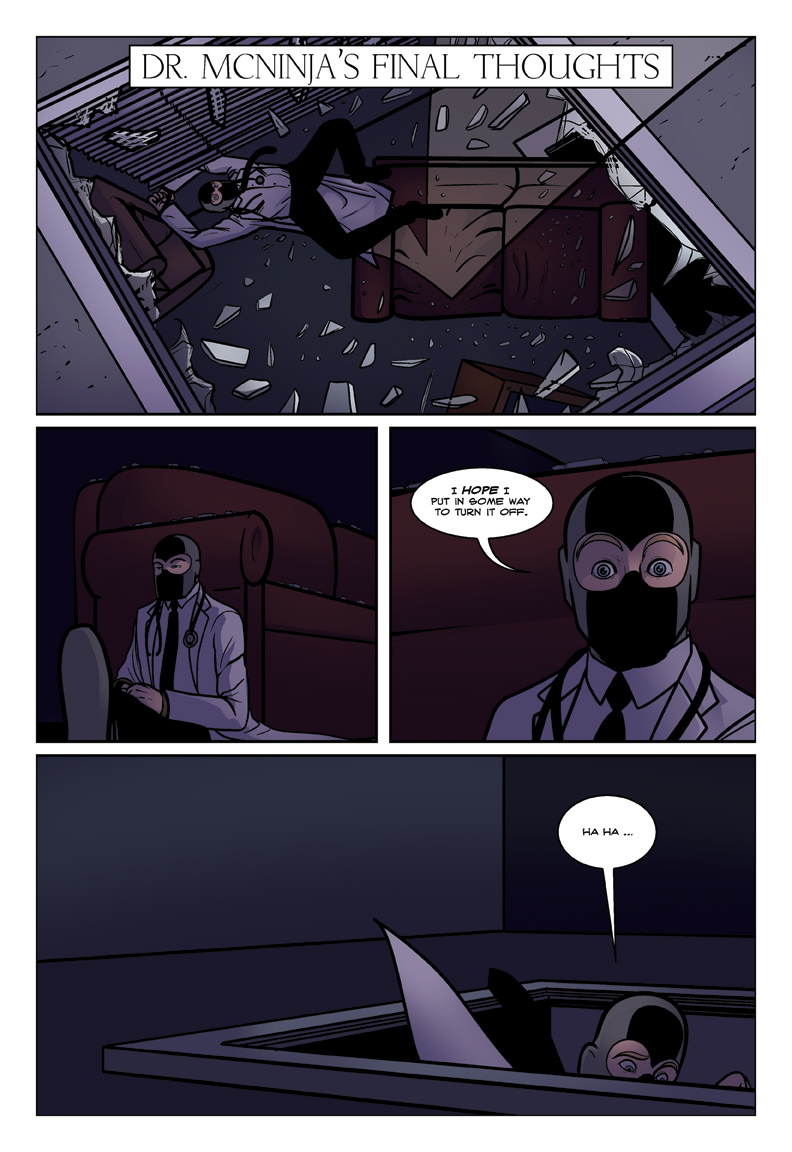 DR. MCNINJA'S FINAL THOUGHTS
I HOPE I
PUT IN SOME WAY
TO TURN IT OFF.
HA HA ...